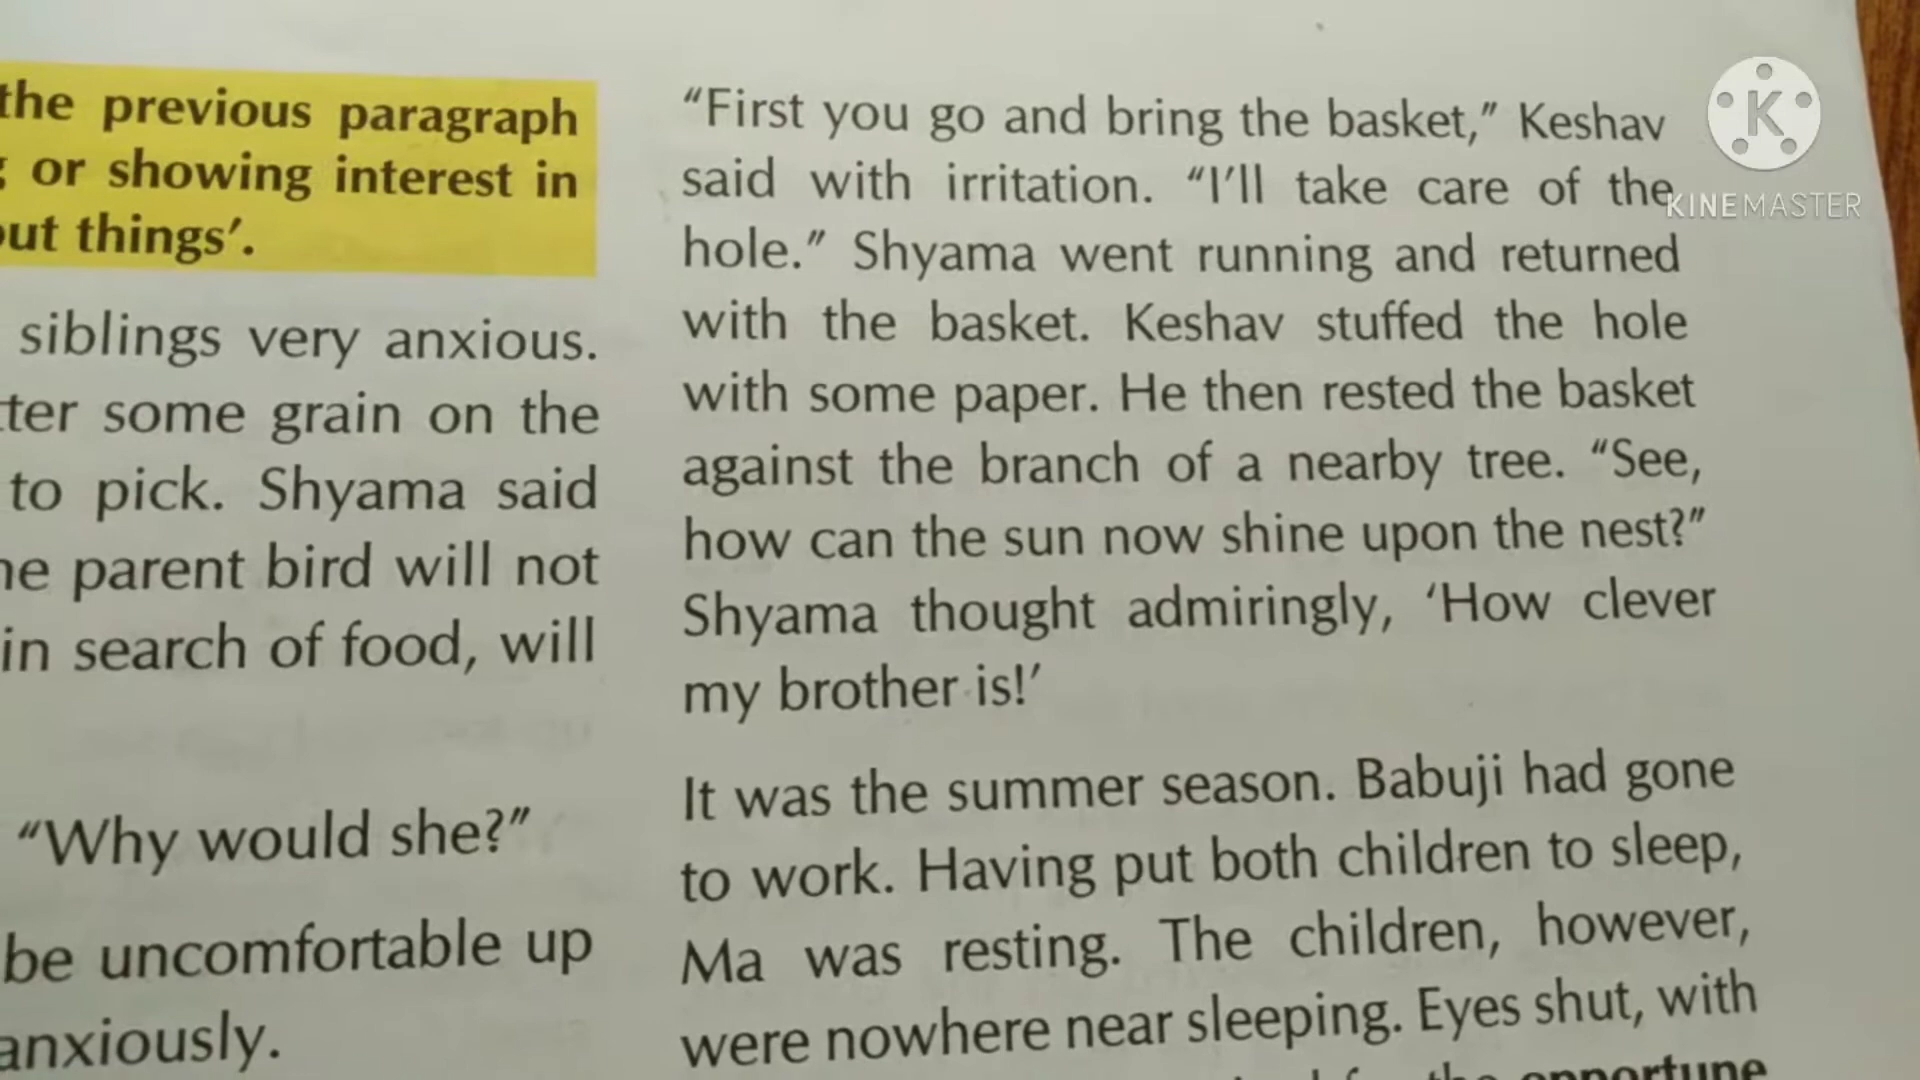 the previous paragraph
or showing interest in
out things'.
siblings very anxious.
some grain on the
to pick. Shyama said
parent bird will not
in search of food, will
“Why would she?”
be uncomfortable up
anxiously.
“First you go and bring the basket,” Keshav
said with irritation. “I’ll take care of the
hole.” Shyama went running and returned
with the basket. Keshav stuffed the hole
with some paper. He then rested the basket
against the branch of a nearby tree. “See,
how can the sun now shine upon the nest?”
Shyama thought admiringly, ‘How clever
my brother is!’
It was the summer season. Babuji had gone
to work. Having put both children to sleep,
Ma was resting. The children, however,
were nowhere near sleeping. Eyes shut, with
the opportune
K
KINEMASTER